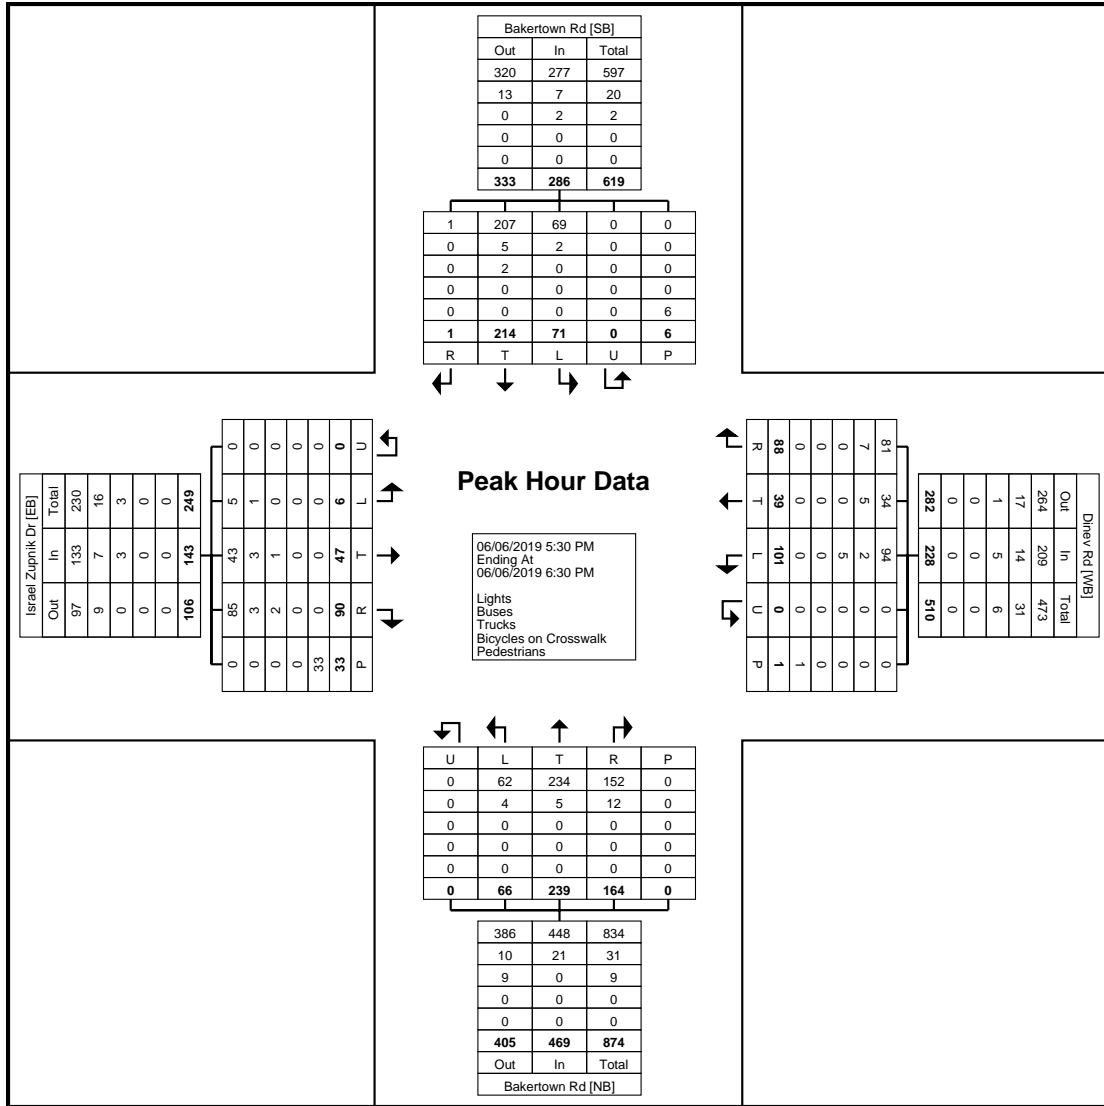 Bakertown Rd [SB]
Out In Total
320 277 597
13 7 20
0 2 2
0 0 0
0 0 0
333 286 619
1 207 69 0 0
0 5 2 0 0
0 2 0 0 0
0 0 0 0 0
0 0 0 0 6
1 214 71 0 6
R T L U P
Israel Zupnik Dr [EB]
Out In Total
97 133 230
9 7 16
0 3 3
0 0 0
0 0 0
106 143 249
0 85 43 5 0
0 3 3 1 0
0 2 1 0 0
0 0 0 0 0
33 0 0 0 0
33 90 47 6 0
P R T L U
Peak Hour Data
06/06/2019 5:30 PM
Ending At
06/06/2019 6:30 PM
Lights
Buses
Trucks
Bicycles on Crosswalk
Pedestrians
Dinev Rd [WB]
Out In Total
264 209 473
17 14 31
1 5 6
0 0 0
0 0 0
282 228 510
81 34 94 0 0
7 5 2 0 0
0 0 5 0 0
0 0 0 0 0
0 0 0 0 1
88 39 101 0 1
R T L U P
U L T R P
0 62 234 152 0
0 4 5 12 0
0 0 0 0 0
0 0 0 0 0
0 0 0 0 0
0 66 239 164 0
386 448 834
10 21 31
9 0 9
0 0 0
0 0 0
405 469 874
Out In Total
Bakertown Rd [NB]